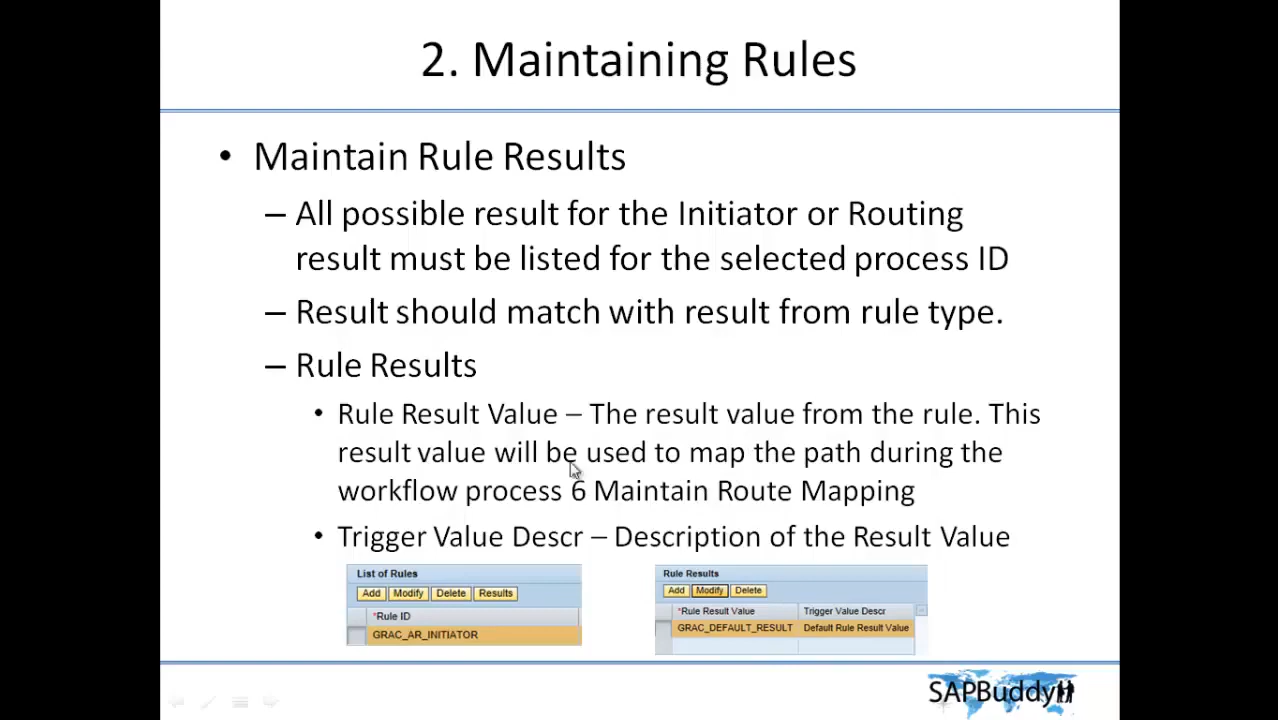 2. Maintaining Rules
• Maintain Rule Results
– All possible result for the Initiator or Routing
result must be listed for the selected process ID
– Result should match with result from rule type.
– Rule Results
• Rule Result Value – The result value from the rule. This
result value will be used to map the path during the
workflow process 6 Maintain Route Mapping
• Trigger Value Descr – Description of the Result Value
List of Rules
Add Modify Delete Results
*Rule ID
GRAC_AR_INITIATOR
Rule Results
Add Modify Delete
*Rule Result Value Trigger Value Descr
GRAC_DEFAULT_RESULT Default Rule Result Value
SAPBuddy